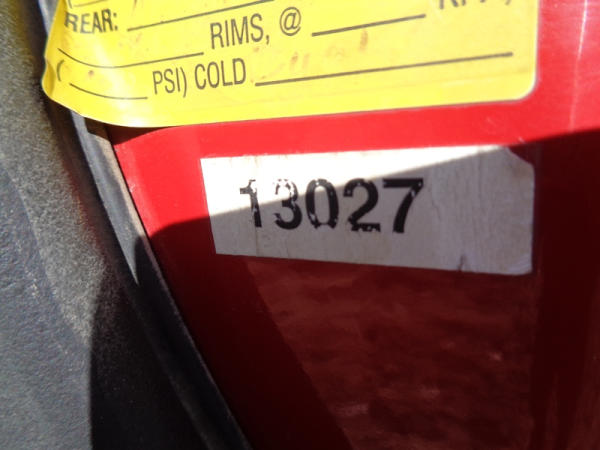 REAR:
RIMS, @
( PSI) COLD
13027